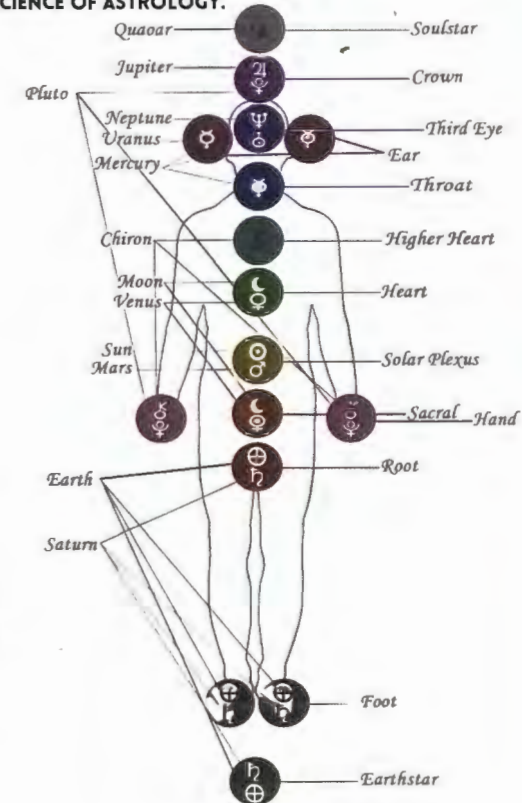 CIENCE OF ASTROLOGY.
Quaoar Soulstar
Jupiter Crown
Pluto
Neptune Third Eye
Uranus
Ear
Mercury
Throat
Chiron Higher Heart
Moon
Venus Heart
Sun
Mars Solar Plexus
Sacral
Hand
Earth Root
Saturn
Foot
Earthstar